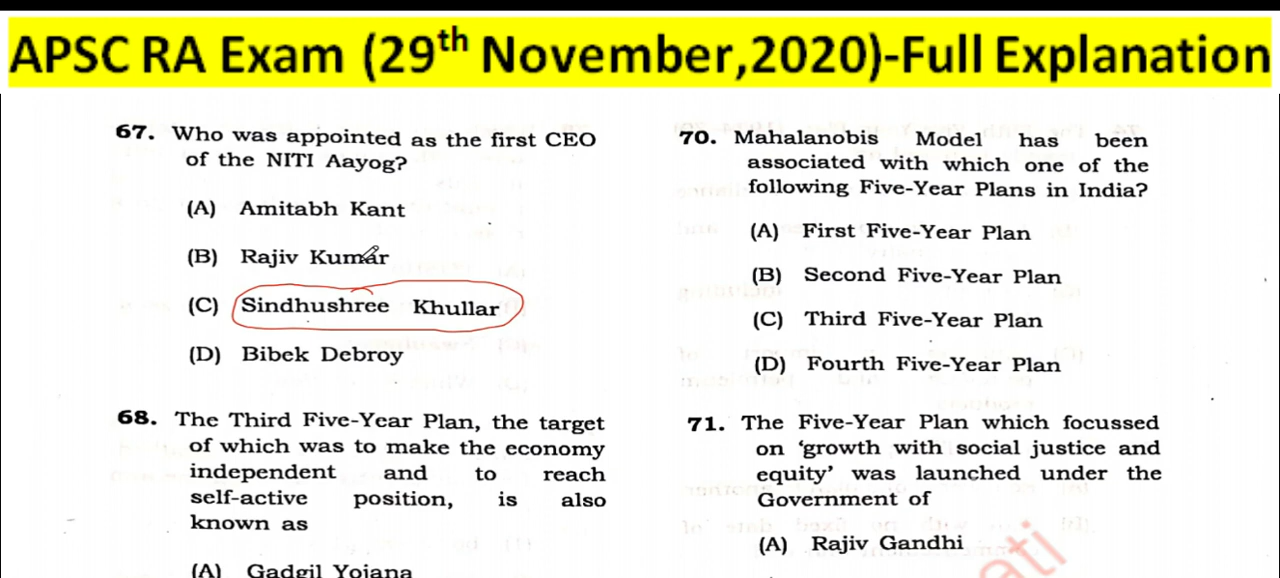 APSC RA Exam (29th November,2020)-Full Explanation
67. Who was appointed as the first CEO
of the NITI Aayog?
(A) Amitabh Kant
(B) Rajiv Kumar
(C) Sindhushree Khullar
(D) Bibek Debroy
68. The Third Five-Year Plan, the target
of which was to make the economy
independent and to reach
self-active position, is also
known as
(A) Gadgil Yojana
70. Mahalanobis Model has been
associated with which one of the
following Five-Year Plans in India?
(A) First Five-Year Plan
(B) Second Five-Year Plan
(C) Third Five-Year Plan
(D) Fourth Five-Year Plan
71. The Five-Year Plan which focussed
on ‘growth with social justice and
equity’ was launched under the
Government of
(A) Rajiv Gandhi
ati